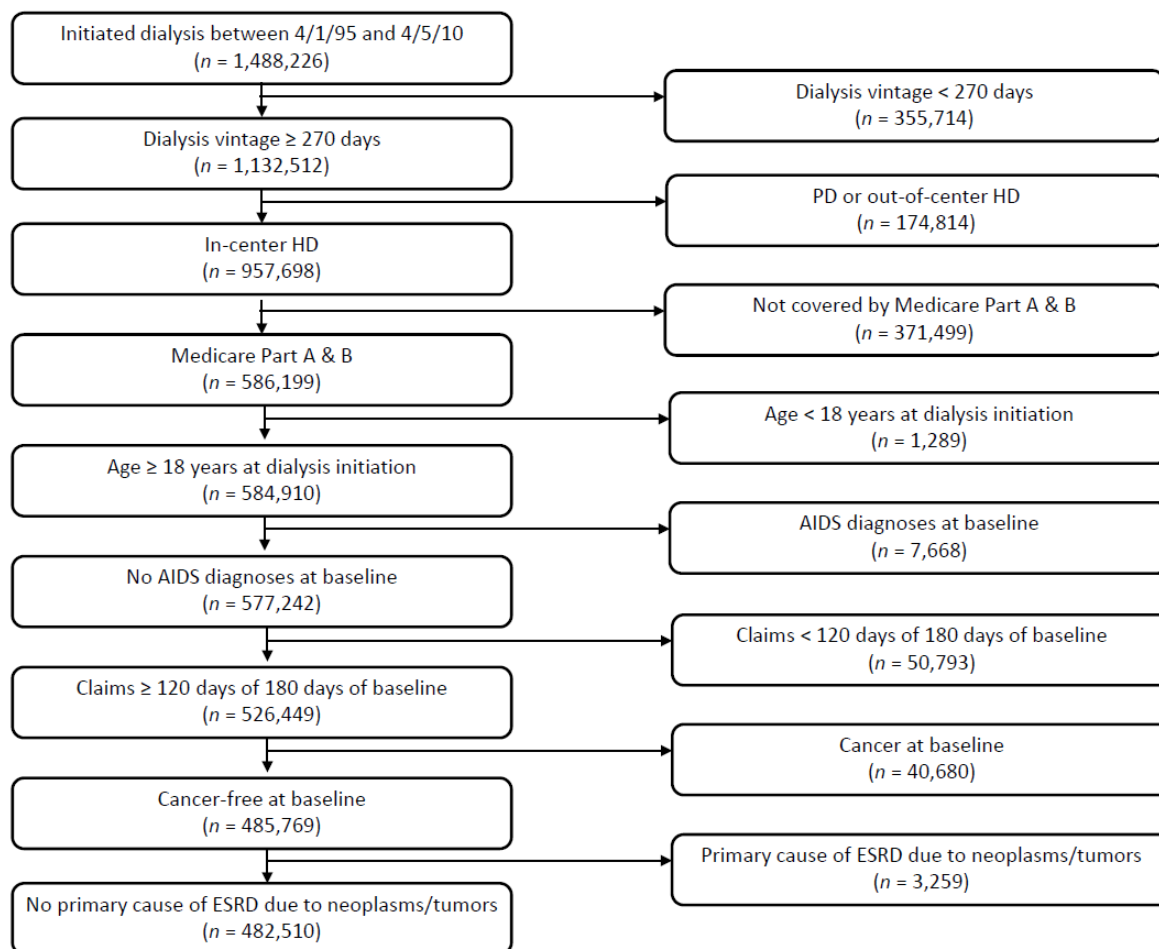 Initiated dialysis between 4/1/95 and 4/5/10
(n = 1,488,226)
Dialysis vintage < 270 days
(n = 355,714)
Dialysis vintage ≥ 270 days
(n = 1,132,512)
PD or out-of-center HD
(n = 174,814)
In-center HD
(n = 957,698)
Not covered by Medicare Part A & B
(n = 371,499)
Medicare Part A & B
(n = 586,199)
Age < 18 years at dialysis initiation
(n = 1,289)
Age ≥ 18 years at dialysis initiation
(n = 584,910)
AIDS diagnoses at baseline
(n = 7,668)
No AIDS diagnoses at baseline
(n = 577,242)
Claims < 120 days of 180 days of baseline
(n = 50,793)
Claims ≥ 120 days of 180 days of baseline
(n = 526,449)
Cancer at baseline
(n = 40,680)
Cancer-free at baseline
(n = 485,769)
Primary cause of ESRD due to neoplasms/tumors
(n = 3,259)
No primary cause of ESRD due to neoplasms/tumors
(n = 482,510)